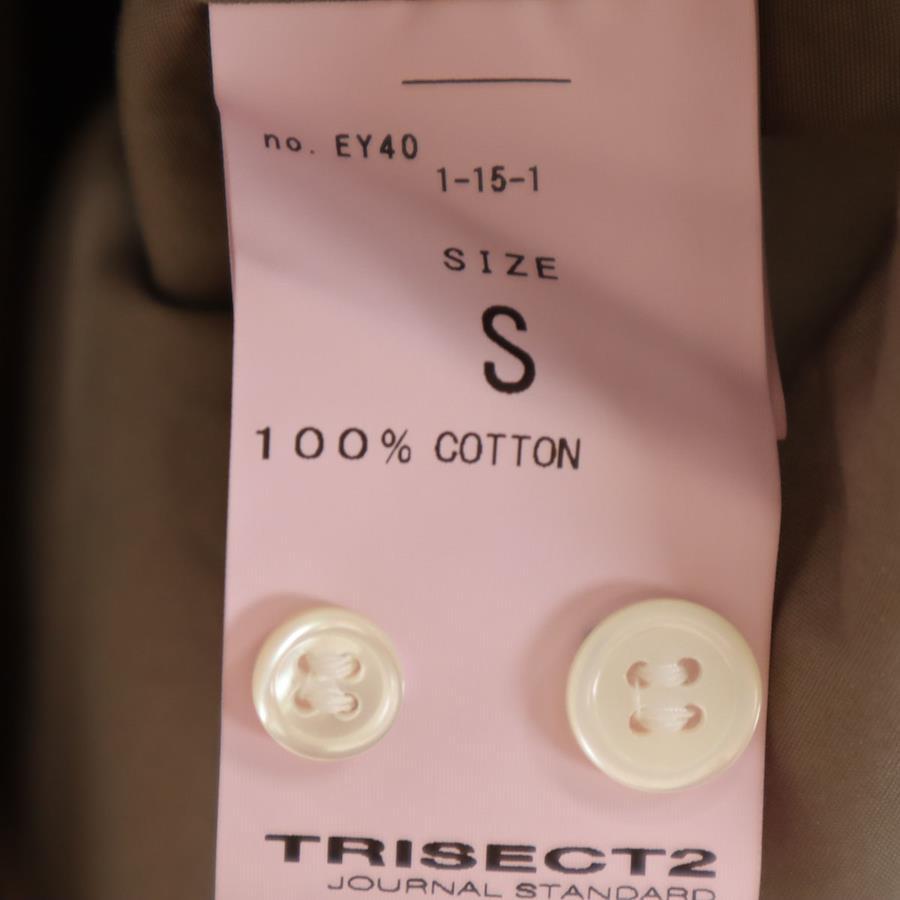 no. EY40
1-15-1
SIZE
S
100% COTTON
TRISECT2
JOURNAL STANDARD